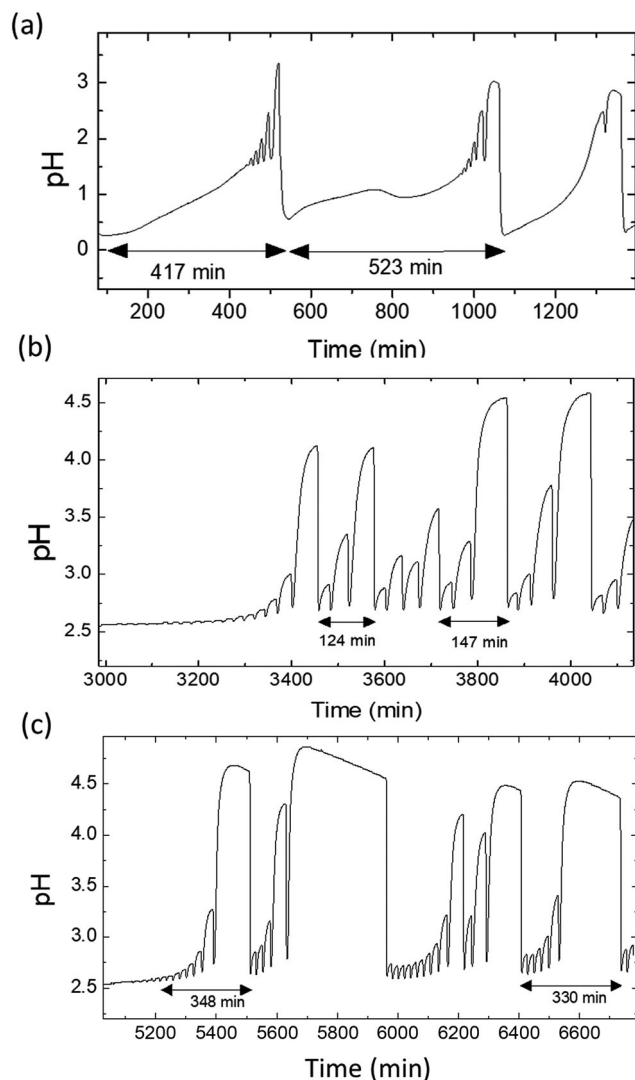 (a)
pH
3
2
1
0
417 min
523 min
200 400 600 800 1000 1200
Time (min)
(b)
pH
4.5
4.0
3.5
3.0
2.5
124 min
147 min
3000 3200 3400 3600 3800 4000
Time (min)
(c)
pH
4.5
4.0
3.5
3.0
2.5
348 min
330 min
5200 5400 5600 5800 6000 6200 6400 6600
Time (min)